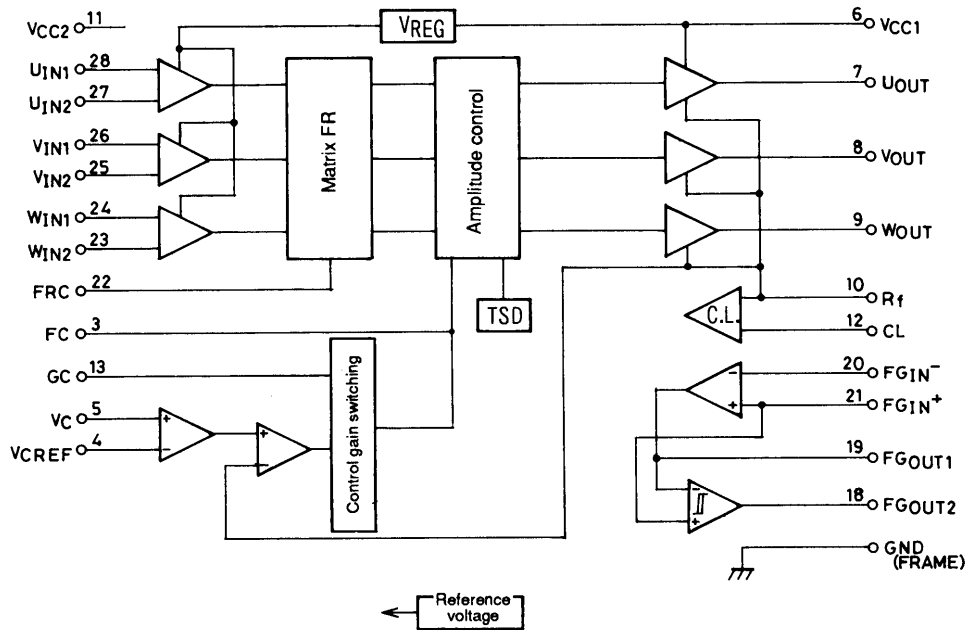 VCC2 11
VREG
6 VCC1
UIN1 28
UIN2 27
7 UOUT
VIN1 26
VIN2 25
8 VOUT
WIN1 24
WIN2 23
9 WOUT
Matrix FR
Amplitude control
FRC 22
10 Rf
C.L.
12 CL
TSD
FC 3
GC 13
Control gain switching
20 FGIN-
-
+
21 FGIN+
VC 5
+
-
VCREF 4
+
-
19 FGOUT1
-
+
18 FGOUT2
GND
(FRAME)
Reference
voltage